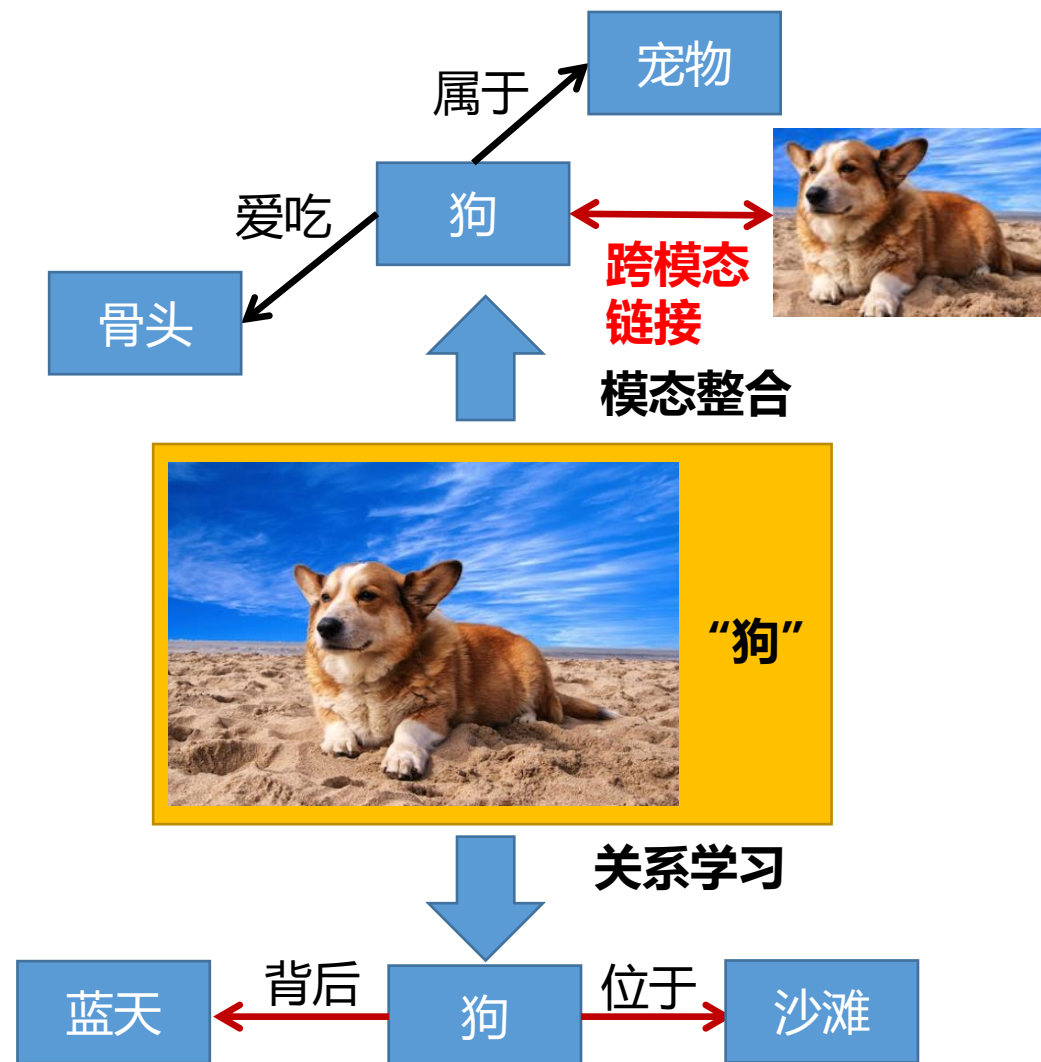 宠物
属于
狗
爱吃
骨头
跨模态
链接
模态整合
“狗”
关系学习
蓝天
背后
狗
位于
沙滩